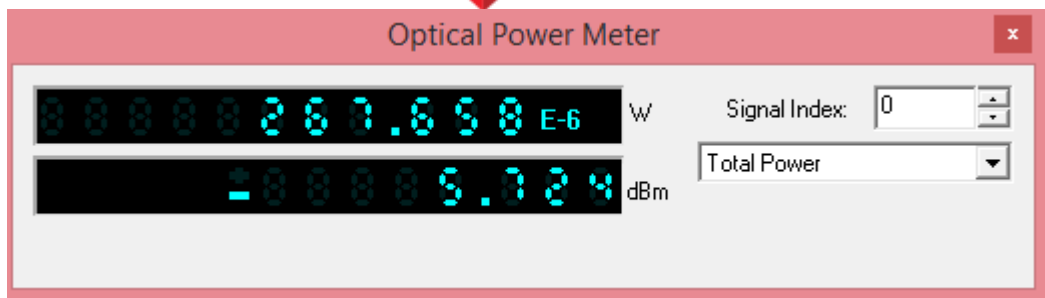 Optical Power Meter
x
267.658 E-6 W
Signal Index: 0
- 5.724 dBm
Total Power